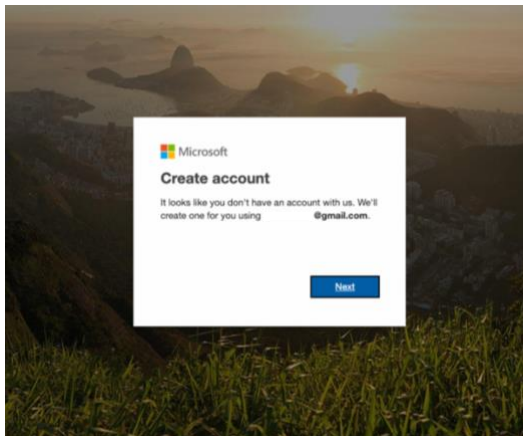 Microsoft
Create account
It looks like you don't have an account with us. We'll
create one for you using @gmail.com.
Next